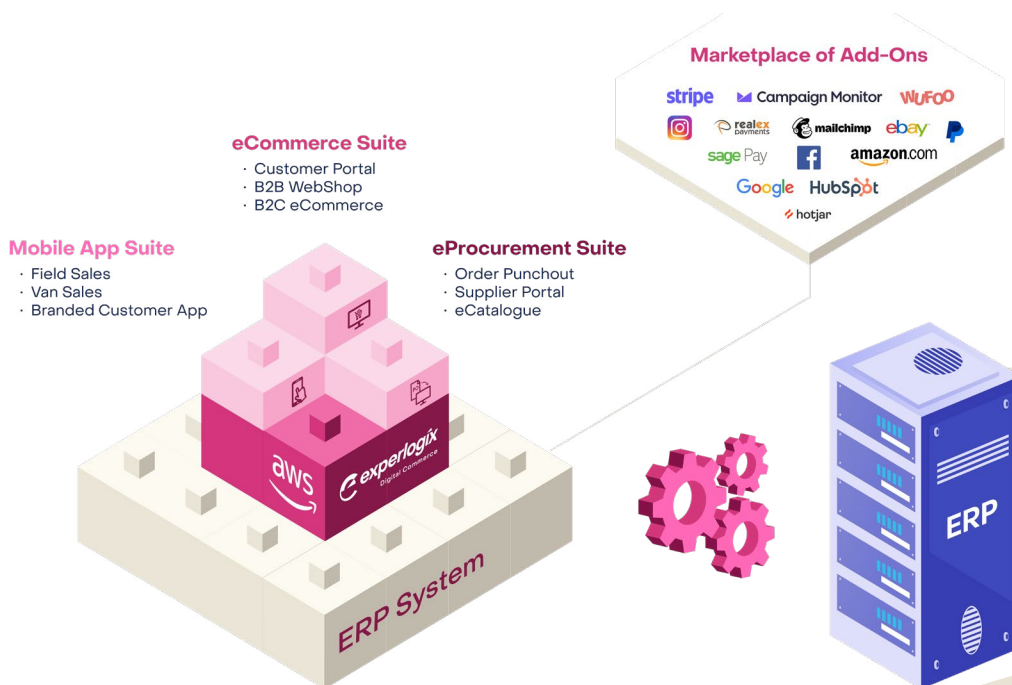 Marketplace of Add-Ons
stripe Campaign Monitor WUFOO
realex payments mailchimp ebay
sage Pay amazon.com
Google HubSpot
hotjar
eCommerce Suite
· Customer Portal
· B2B WebShop
· B2C eCommerce
Mobile App Suite
· Field Sales
· Van Sales
· Branded Customer App
eProcurement Suite
· Order Punchout
· Supplier Portal
· eCatalogue
aws
experlogix
Digital Commerce
ERP System
ERP